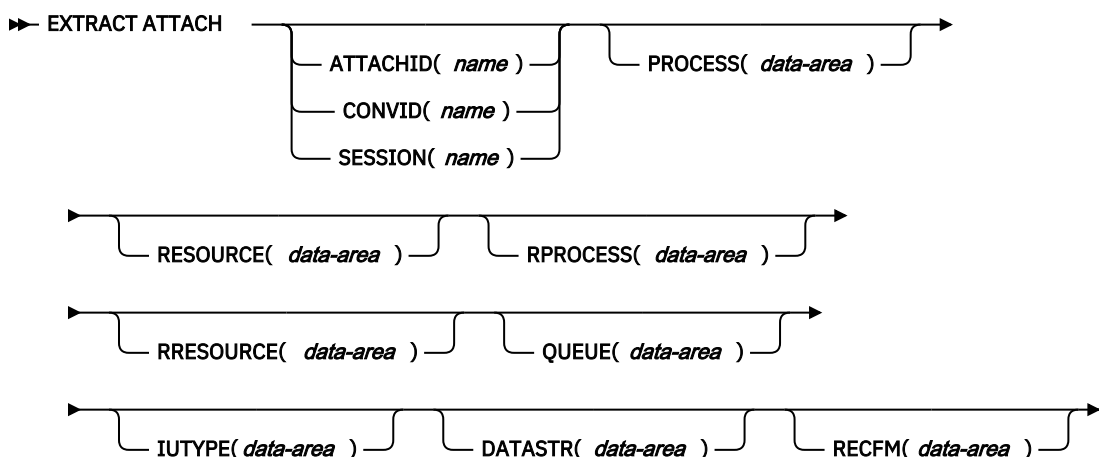 EXTRACT ATTACH
ATTACHID( name ) PROCESS( data-area )
CONVID( name )
SESSION( name )
RESOURCE( data-area ) RPROCESS( data-area )
RRESOURCE( data-area ) QUEUE( data-area )
IUTYPE( data-area ) DATASTR( data-area ) RECFM( data-area )